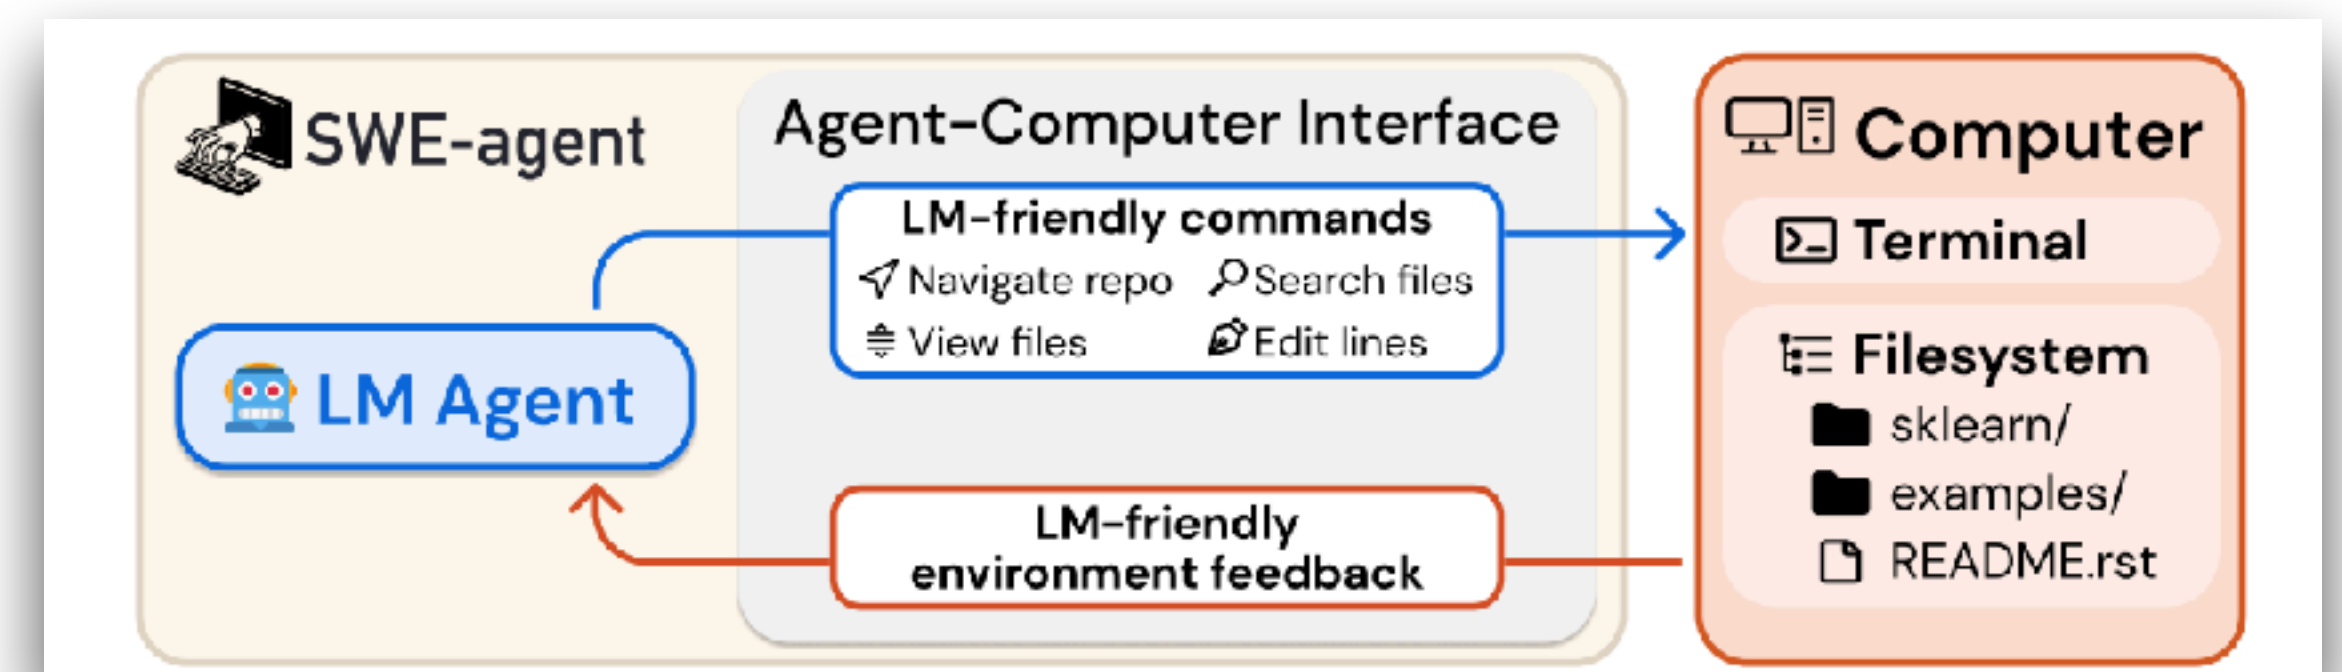 SWE-agent
Agent-Computer Interface
LM-friendly commands
Navigate repo
Search files
View files
Edit lines
LM Agent
LM-friendly
environment feedback
Computer
Terminal
Filesystem
sklearn/
examples/
README.rst